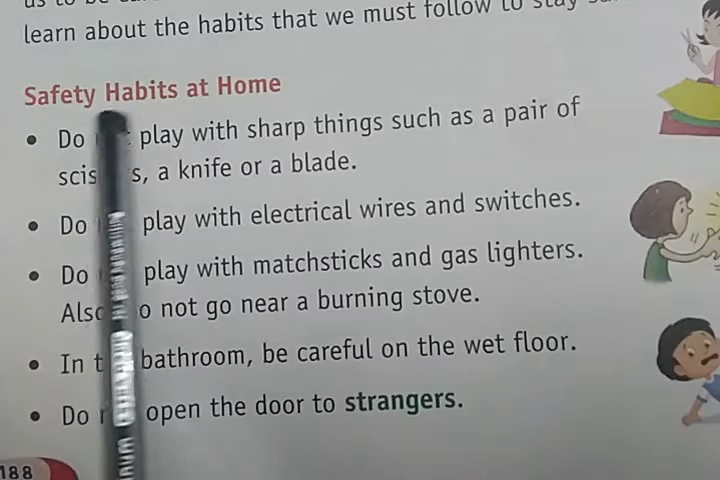 learn about the habits that we must follow to stay
Safety Habits at Home
• Do play with sharp things such as a pair of
a knife or a blade.
• Do play with electrical wires and switches.
• Do play with matchsticks and gas lighters.
Also do not go near a burning stove.
• In the bathroom, be careful on the wet floor.
• Do open the door to strangers.
188